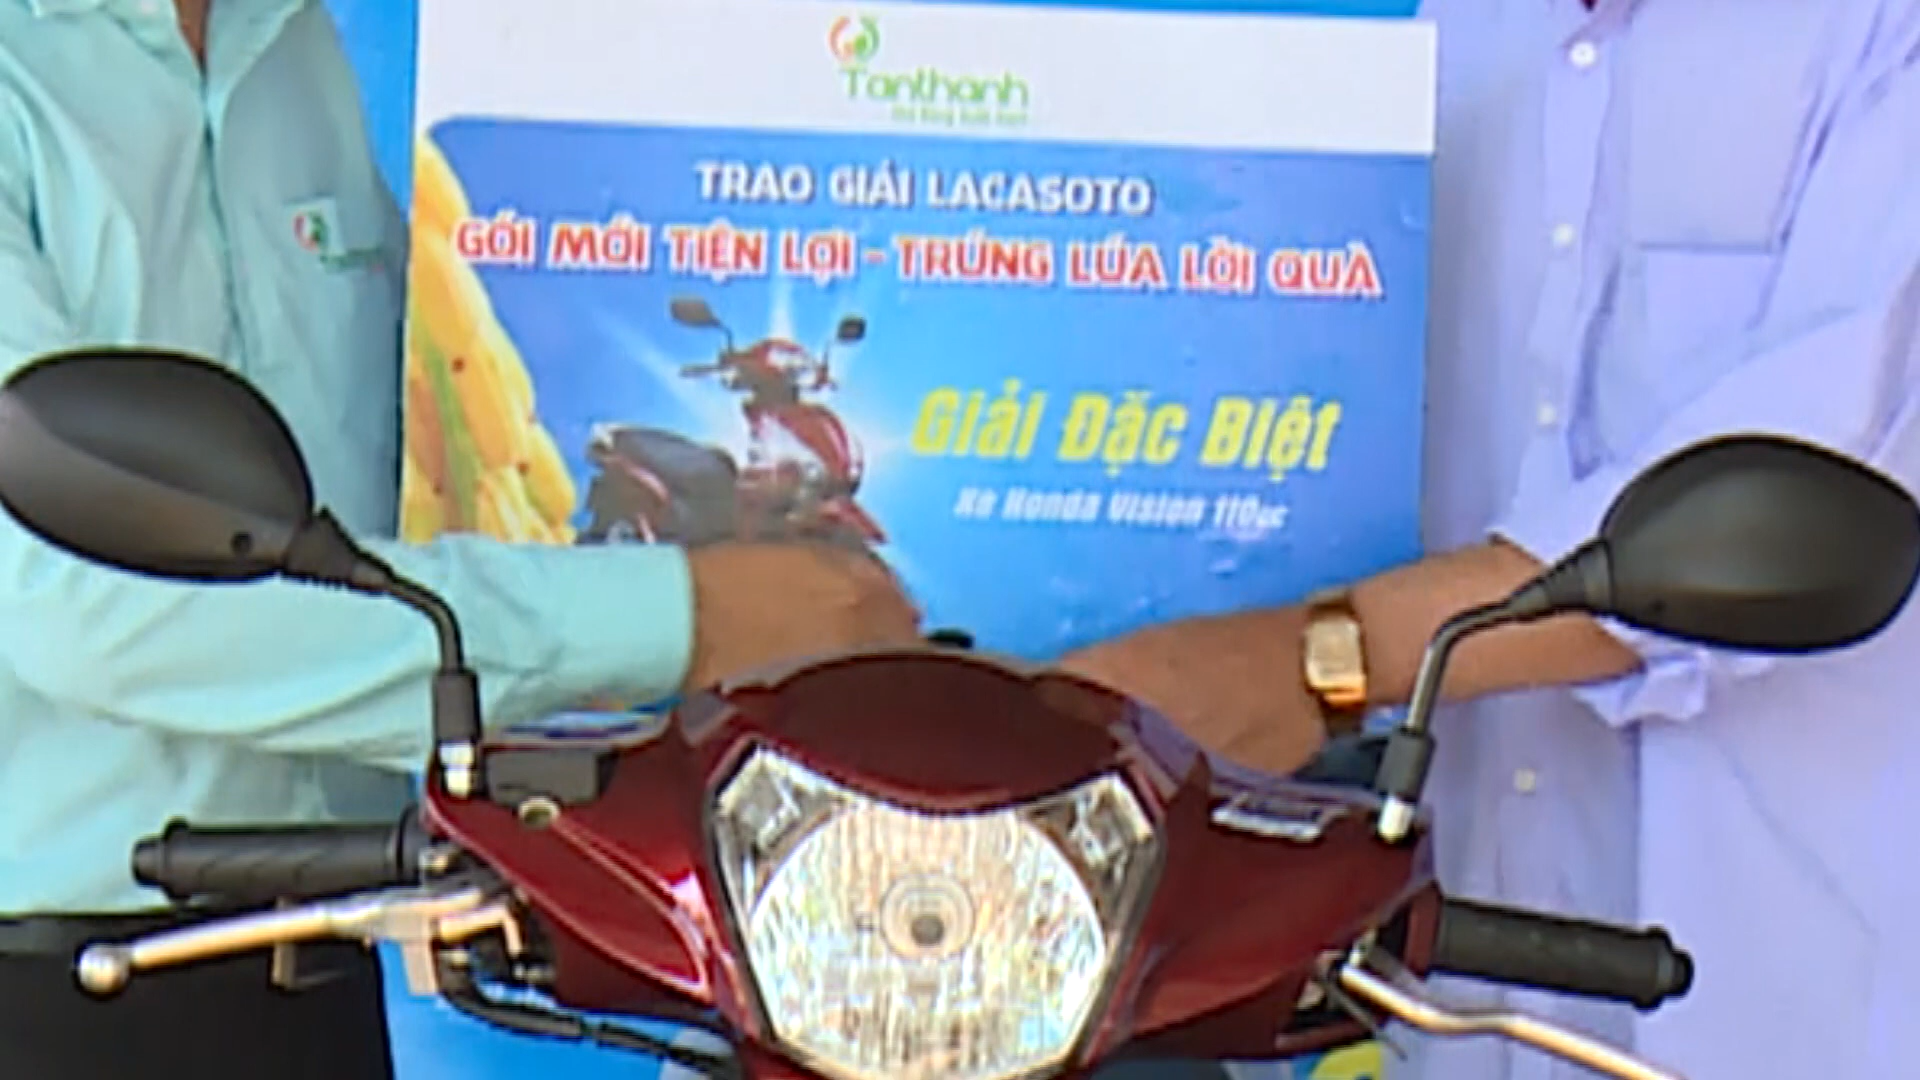 Tanthanh
TRAO GIẢI LACASOTO
GÓI MỚI TIỆN LỢI - TRÚNG LÚA LỜI QUÀ
Giải Đặc Biệt
Xe Honda Vision 110cc